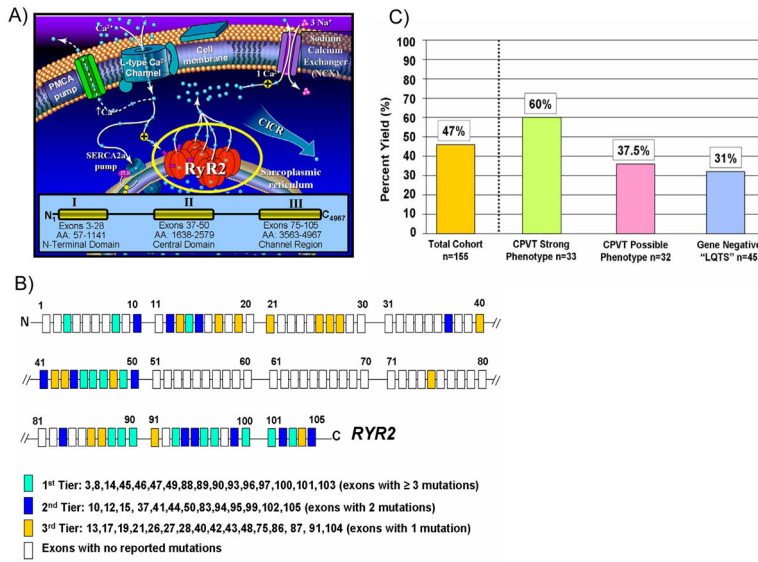 A)
Ca²⁺
L-type Ca²⁺
Channel
Cell
membrane
3 Na⁺
Sodium
Calcium
Exchanger
(NCX)
PMCA
pump
1 Ca²⁺
↑Ca²⁺
CICR
SERCA2a
pump
PLB
RyR2
Sarcoplasmic
reticulum
I II III
N₁ C₄₉₆₇
Exons 3-28 Exons 37-50 Exons 75-105
AA: 57-1141 AA: 1638-2579 AA: 3563-4967
N-Terminal Domain Central Domain Channel Region
C)
Percent Yield (%)
100
90
80
70
60
50
40
30
20
10
0
47% 60% 37.5% 31%
Total Cohort CPVT Strong CPVT Possible Gene Negative
n=155 Phenotype n=33 Phenotype n=32 “LQTS” n=45
B)
1 10 11 20 21 30 31 40
N // 
// 41 50 51 60 61 70 71 80 //
81 90 91 100 101 105
// C RYR2
1st Tier: 3,8,14,45,46,47,49,88,89,90,93,96,97,100,101,103 (exons with ≥ 3 mutations)
2nd Tier: 10,12,15, 37,41,44,50,83,94,95,99,102,105 (exons with 2 mutations)
3rd Tier: 13,17,19,21,26,27,28,40,42,43,48,75,86, 87, 91,104 (exons with 1 mutation)
Exons with no reported mutations